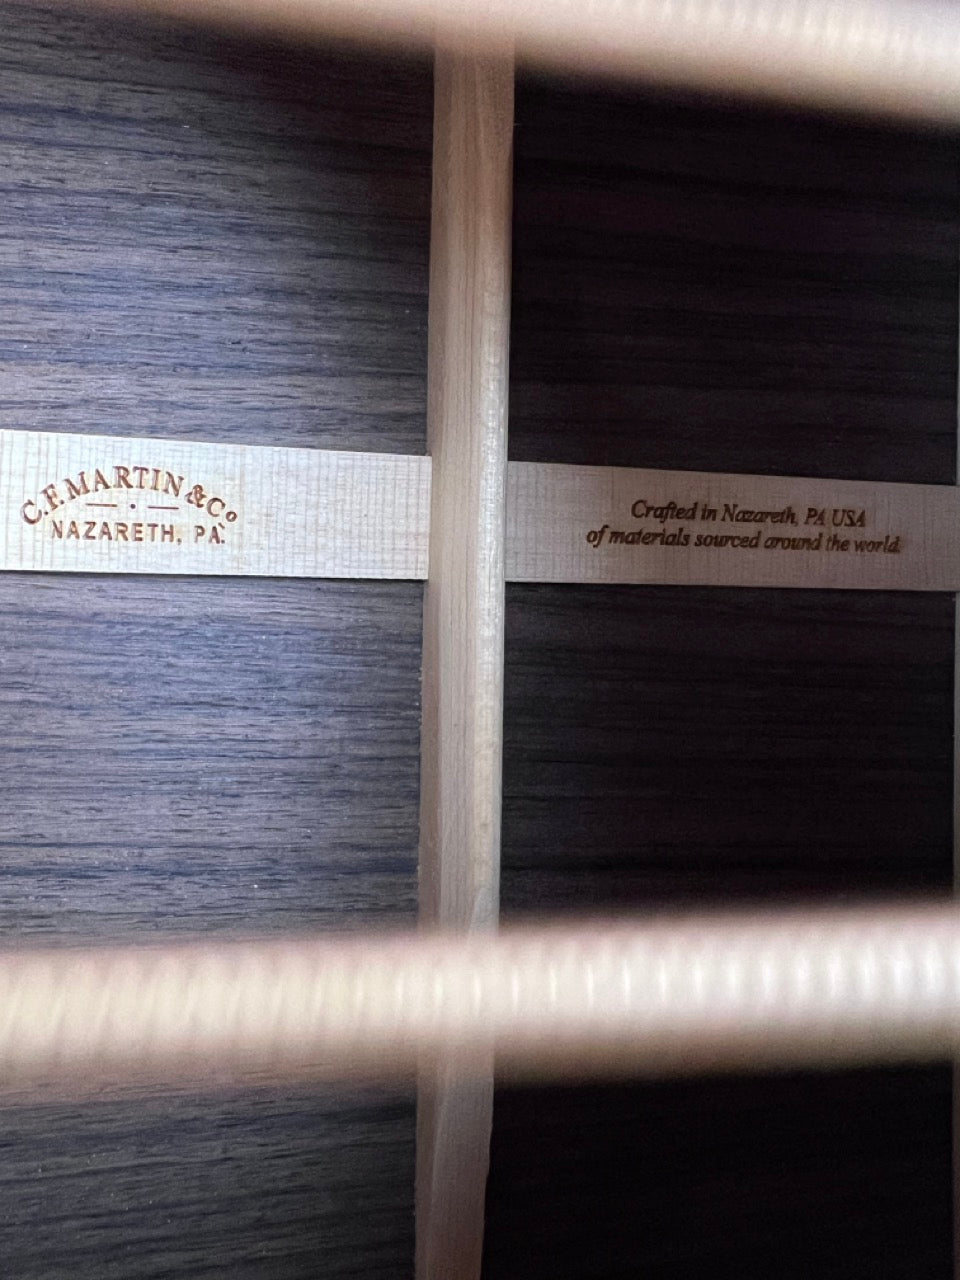 C.F. MARTIN & Co
— · —
NAZARETH, PA.
Crafted in Nazareth, PA USA
of materials sourced around the world.